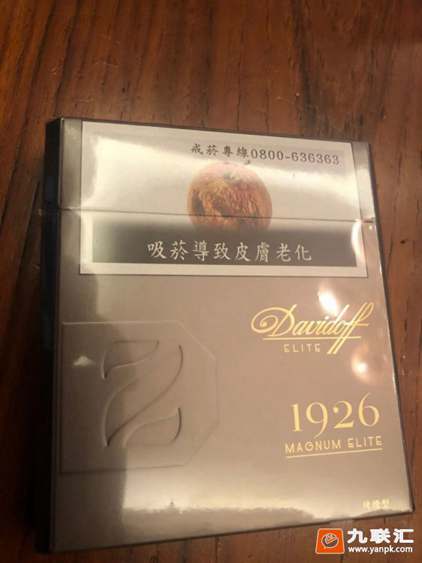 戒菸專線0800-636363
吸菸導致皮膚老化
Davidoff
ELITE
1926
MAGNUM ELITE
九联汇
www.yanpk.com